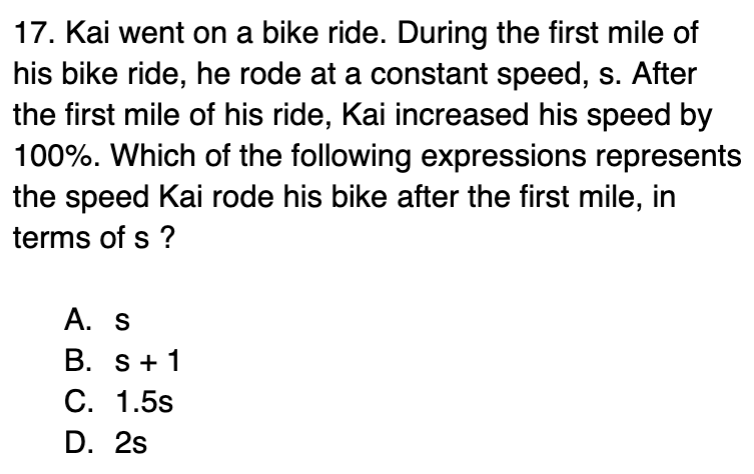 17. Kai went on a bike ride. During the first mile of
his bike ride, he rode at a constant speed, s. After
the first mile of his ride, Kai increased his speed by
100%. Which of the following expressions represents
the speed Kai rode his bike after the first mile, in
terms of s ?
A. s
B. s + 1
C. 1.5s
D. 2s